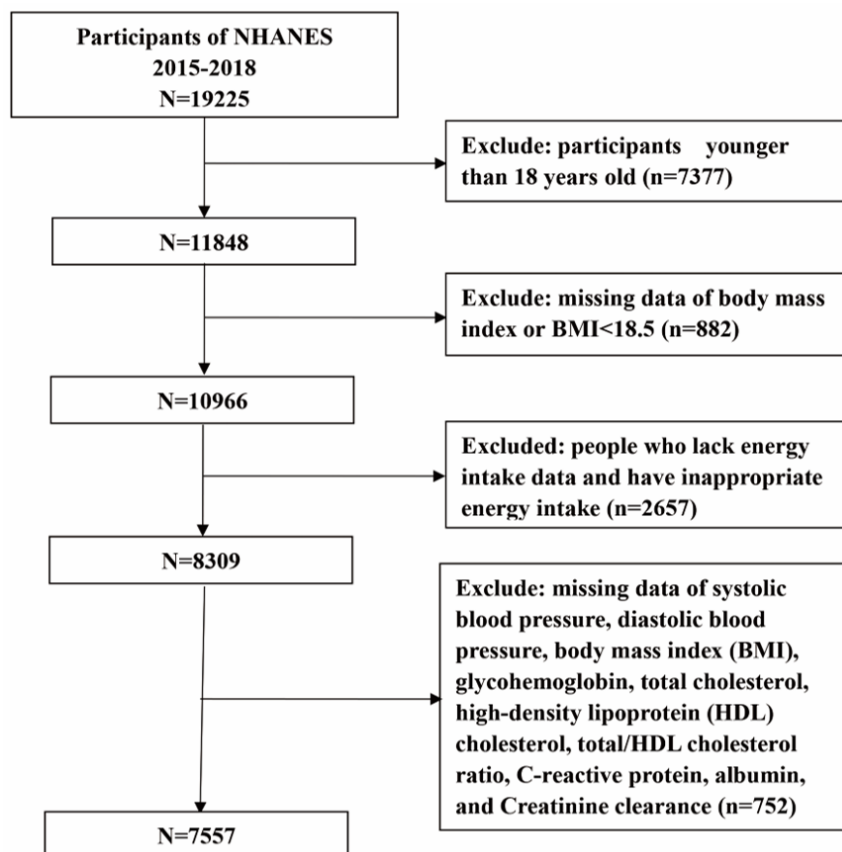 Participants of NHANES
2015-2018
N=19225
Exclude: participants younger
than 18 years old (n=7377)
N=11848
Exclude: missing data of body mass
index or BMI<18.5 (n=882)
N=10966
Excluded: people who lack energy
intake data and have inappropriate
energy intake (n=2657)
N=8309
Exclude: missing data of systolic
blood pressure, diastolic blood
pressure, body mass index (BMI),
glycohemoglobin, total cholesterol,
high-density lipoprotein (HDL)
cholesterol, total/HDL cholesterol
ratio, C-reactive protein, albumin,
and Creatinine clearance (n=752)
N=7557